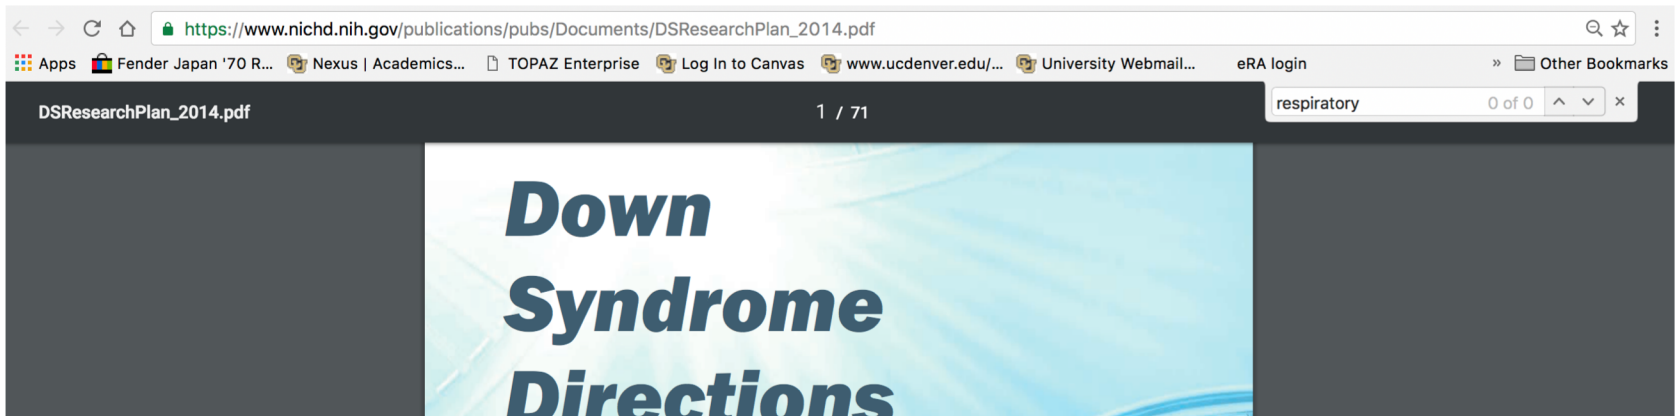 https://www.nichd.nih.gov/publications/pubs/Documents/DSResearchPlan_2014.pdf
Apps Fender Japan '70 R... Nexus | Academics... TOPAZ Enterprise Log In to Canvas www.ucdenver.edu/... University Webmail... eRA login » Other Bookmarks
DSResearchPlan_2014.pdf 1 / 71 respiratory 0 of 0
Down
Syndrome
Directions